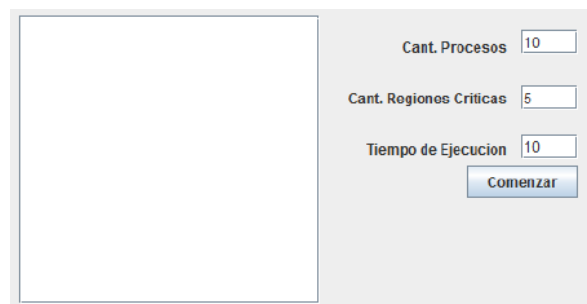 Cant. Procesos 10
Cant. Regiones Criticas 5
Tiempo de Ejecucion 10
Comenzar